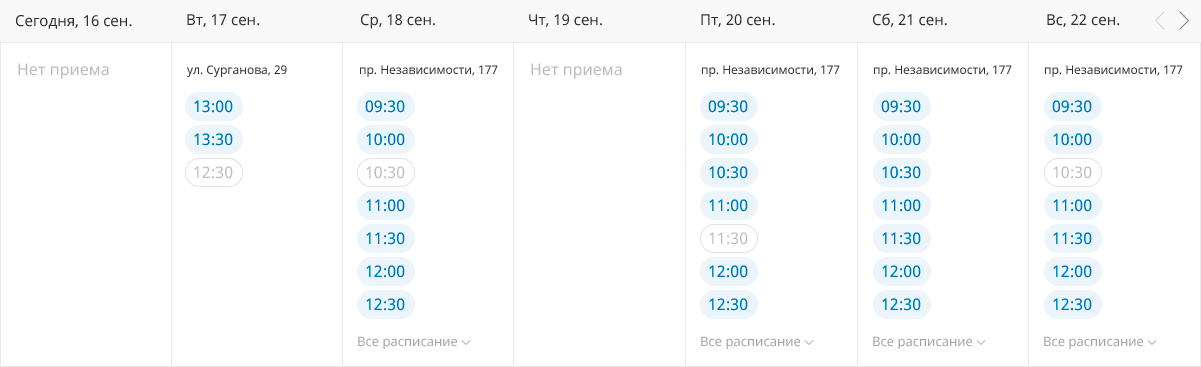 Сегодня, 16 сен.
Вт, 17 сен.
Ср, 18 сен.
Чт, 19 сен.
Пт, 20 сен.
Сб, 21 сен.
Вс, 22 сен.
Нет приема
ул. Сурганова, 29
13:00
13:30
12:30
пр. Независимости, 177
09:30
10:00
10:30
11:00
11:30
12:00
12:30
Все расписание
Нет приема
пр. Независимости, 177
09:30
10:00
10:30
11:00
11:30
12:00
12:30
Все расписание
пр. Независимости, 177
09:30
10:00
10:30
11:00
11:30
12:00
12:30
Все расписание
пр. Независимости, 177
09:30
10:00
10:30
11:00
11:30
12:00
12:30
Все расписание